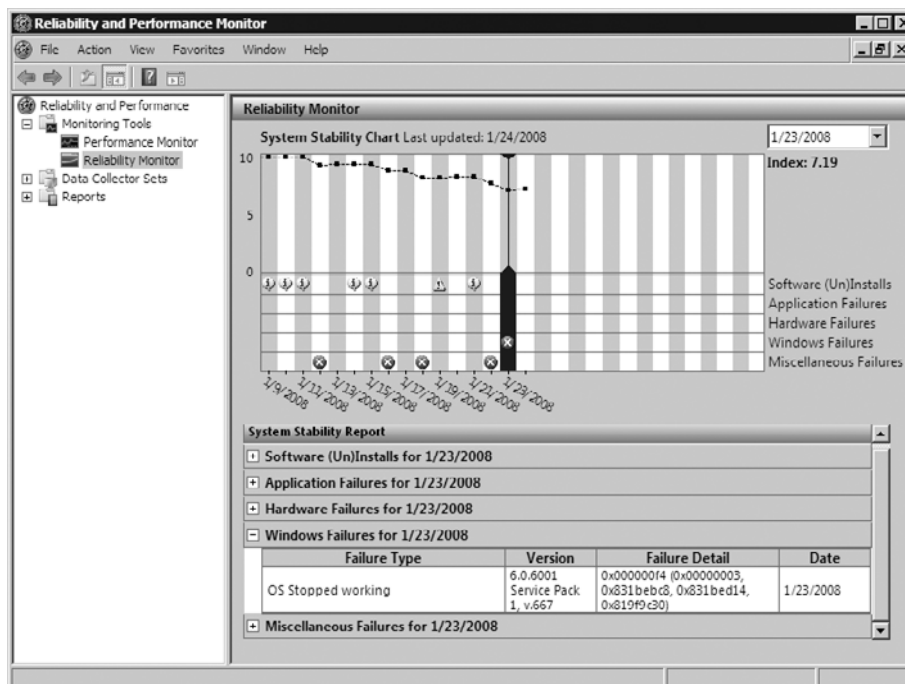 Reliability and Performance Monitor
File Action View Favorites Window Help
Reliability and Performance
Monitoring Tools
Performance Monitor
Reliability Monitor
Data Collector Sets
Reports
Reliability Monitor
System Stability Chart Last updated: 1/24/2008
1/23/2008
Index: 7.19
10
5
0
Software (Un)Installs
Application Failures
Hardware Failures
Windows Failures
Miscellaneous Failures
1/9/2008
1/11/2008
1/13/2008
1/15/2008
1/17/2008
1/19/2008
1/21/2008
1/23/2008
System Stability Report
Software (Un)Installs for 1/23/2008
Application Failures for 1/23/2008
Hardware Failures for 1/23/2008
Windows Failures for 1/23/2008
Failure Type Version Failure Detail Date
OS Stopped working
6.0.6001
Service Pack
1, v.667
0x000000f4 (0x00000003,
0x831bebc8, 0x831bed14,
0x819f9c30)
1/23/2008
Miscellaneous Failures for 1/23/2008